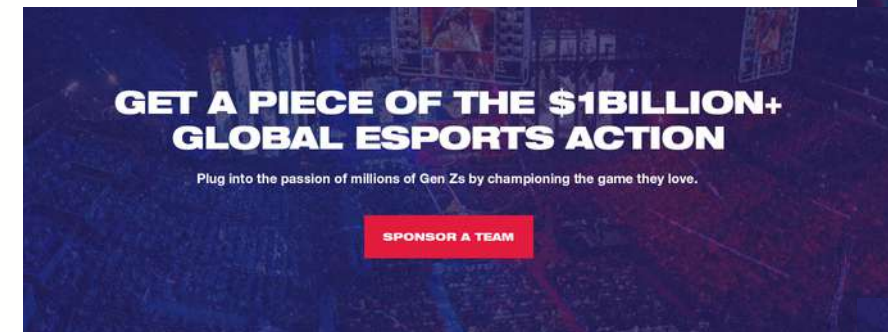 GET A PIECE OF THE $1BILLION+
GLOBAL ESPORTS ACTION
Plug into the passion of millions of Gen Zs by championing the game they love.
SPONSOR A TEAM